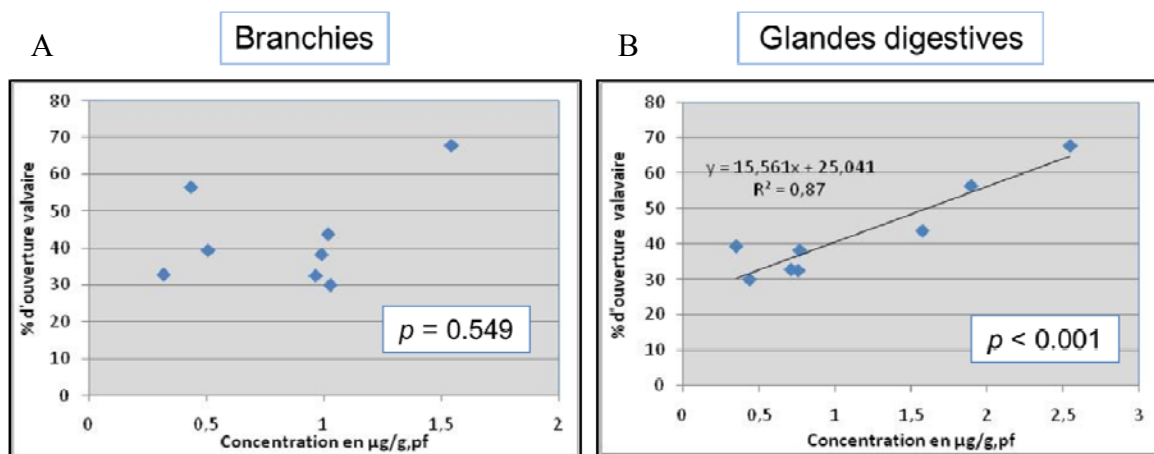 A
Branchies
% d'ouverture valvaire
80
70
60
50
40
30
20
10
0
p = 0.549
0
0,5
1
1,5
2
Concentration en µg/g,pf
B
Glandes digestives
% d'ouverture valavaire
80
70
60
50
40
30
20
10
0
y = 15,561x + 25,041
R² = 0,87
p < 0.001
0
0,5
1
1,5
2
2,5
3
Concentration en µg/g,pf